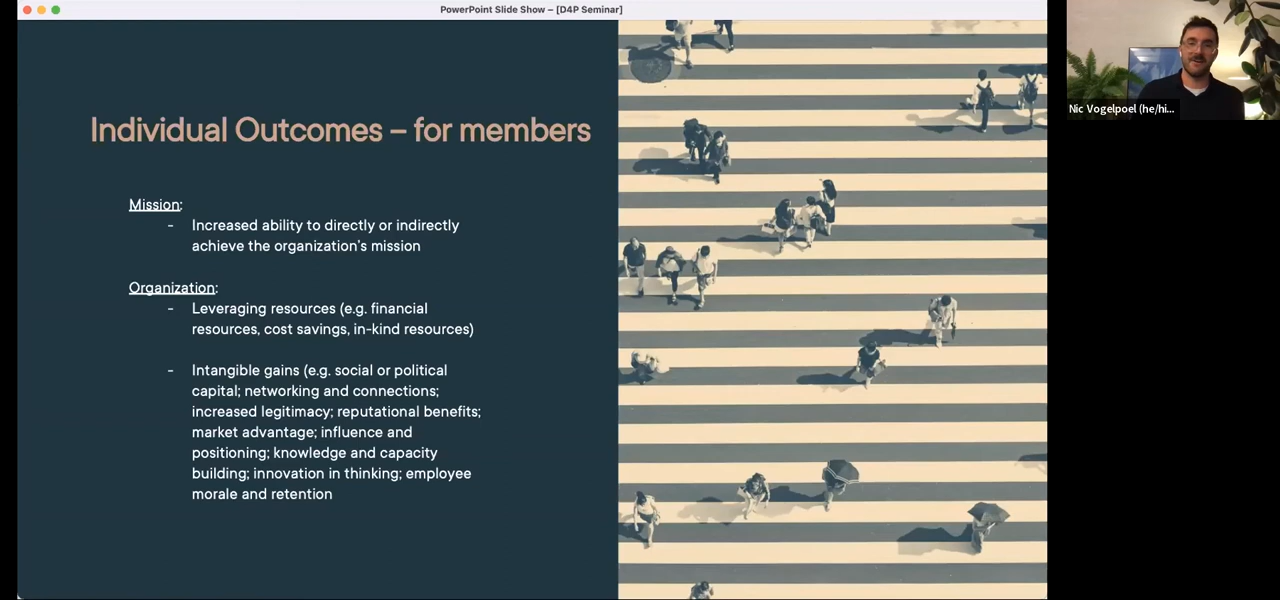 PowerPoint Slide Show – [D4P Seminar]
Individual Outcomes – for members
Mission:
- Increased ability to directly or indirectly
achieve the organization's mission
Organization:
- Leveraging resources (e.g. financial
resources, cost savings, in-kind resources)
- Intangible gains (e.g. social or political
capital; networking and connections;
increased legitimacy; reputational benefits;
market advantage; influence and
positioning; knowledge and capacity
building; innovation in thinking; employee
morale and retention
Nic Vogelpoel (he/hi...